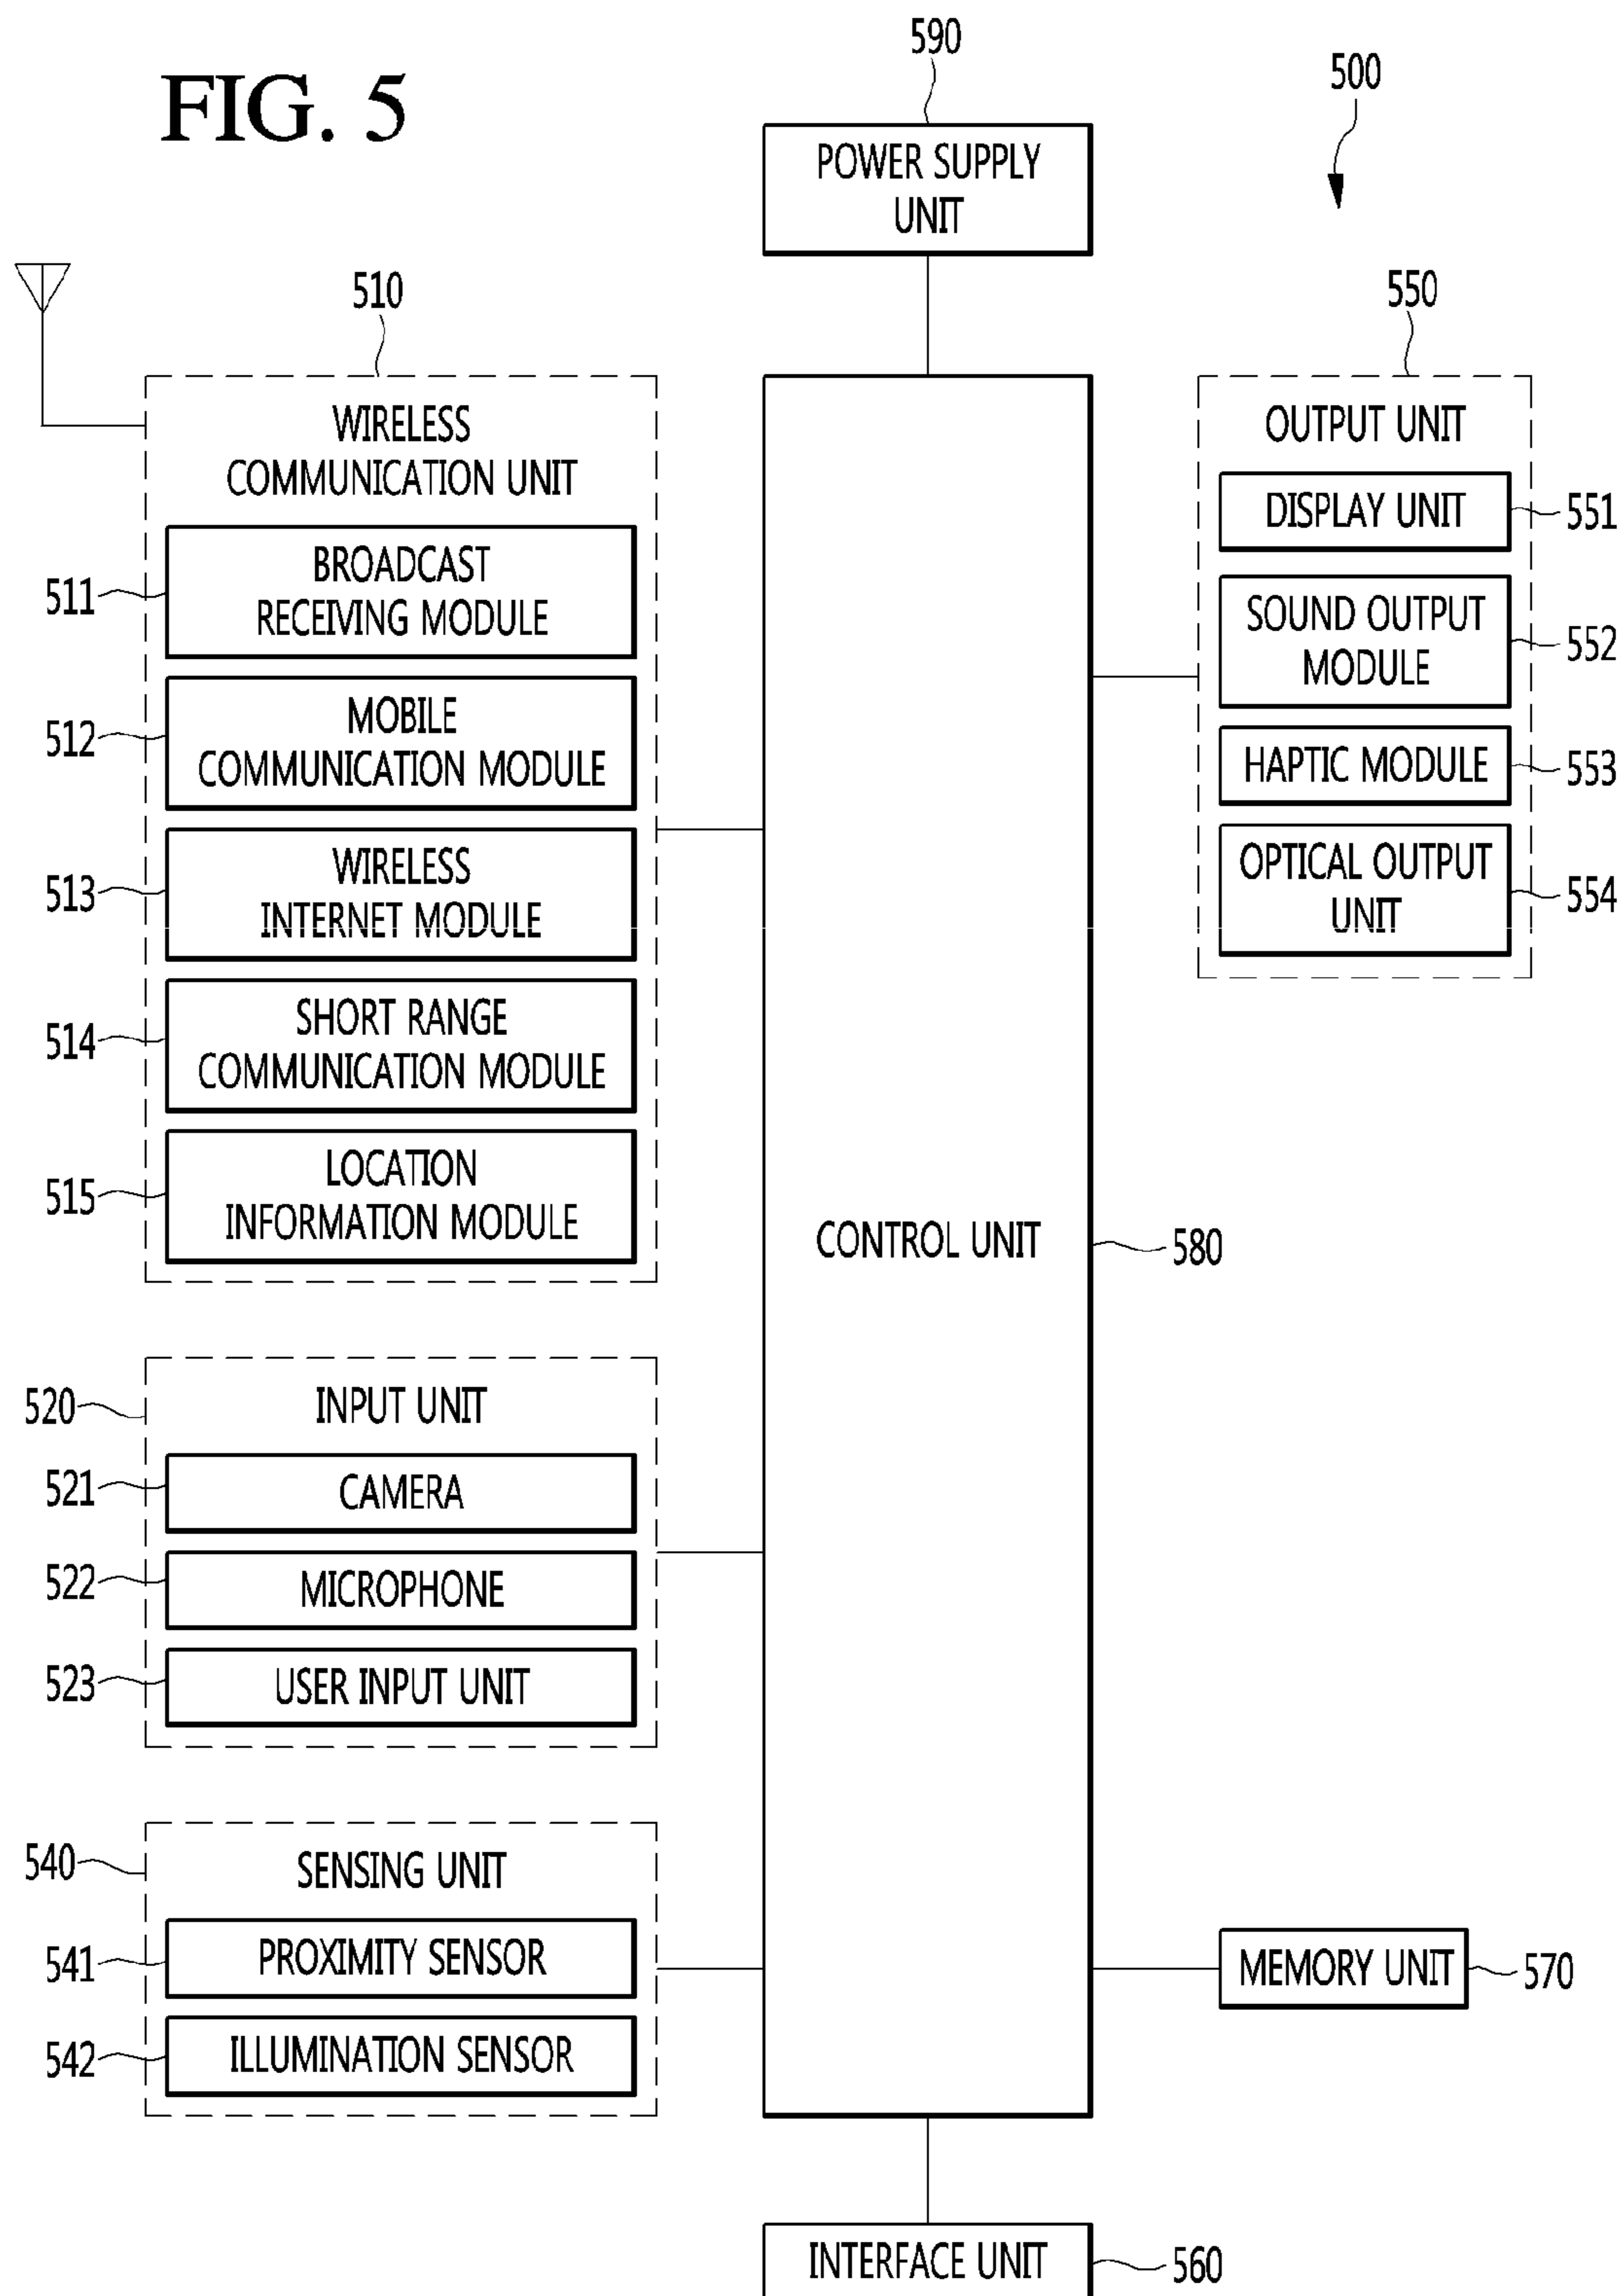 FIG. 5
590
500
POWER SUPPLY
UNIT
510
WIRELESS
COMMUNICATION UNIT
511
BROADCAST
RECEIVING MODULE
512
MOBILE
COMMUNICATION MODULE
513
WIRELESS
INTERNET MODULE
514
SHORT RANGE
COMMUNICATION MODULE
515
LOCATION
INFORMATION MODULE
520
INPUT UNIT
521
CAMERA
522
MICROPHONE
523
USER INPUT UNIT
540
SENSING UNIT
541
PROXIMITY SENSOR
542
ILLUMINATION SENSOR
CONTROL UNIT
580
550
OUTPUT UNIT
DISPLAY UNIT
551
SOUND OUTPUT
MODULE
552
HAPTIC MODULE
553
OPTICAL OUTPUT
UNIT
554
MEMORY UNIT
570
INTERFACE UNIT
560